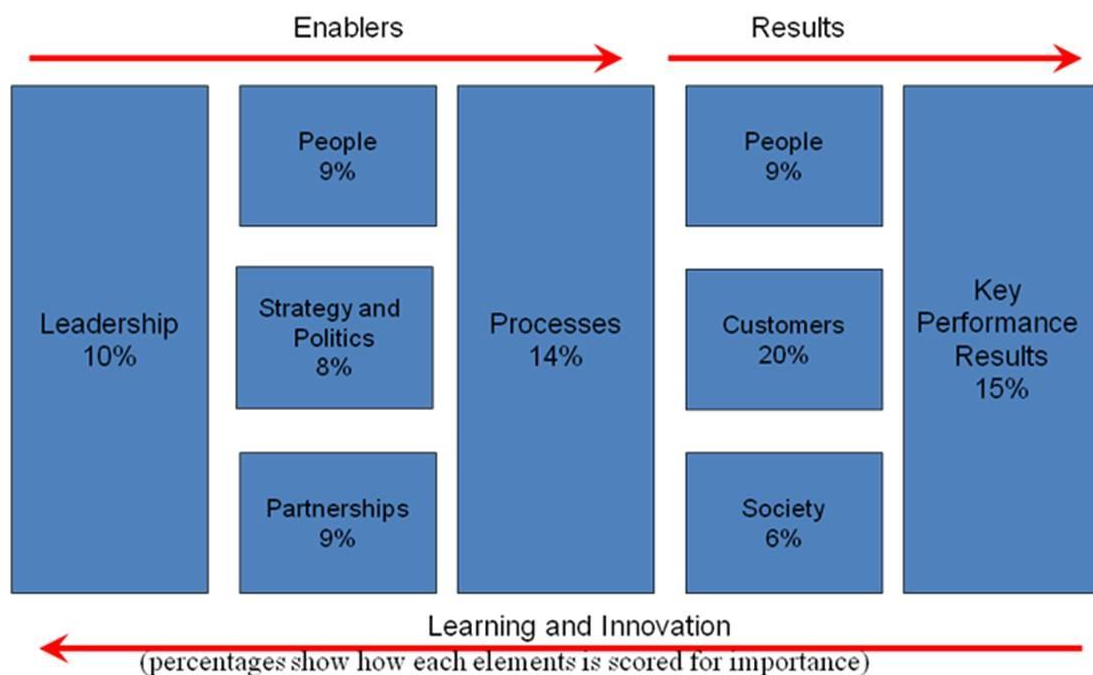 Enablers
Results
Leadership
10%
People
9%
Strategy and
Politics
8%
Partnerships
9%
Processes
14%
People
9%
Customers
20%
Society
6%
Key
Performance
Results
15%
Learning and Innovation
(percentages show how each elements is scored for importance)